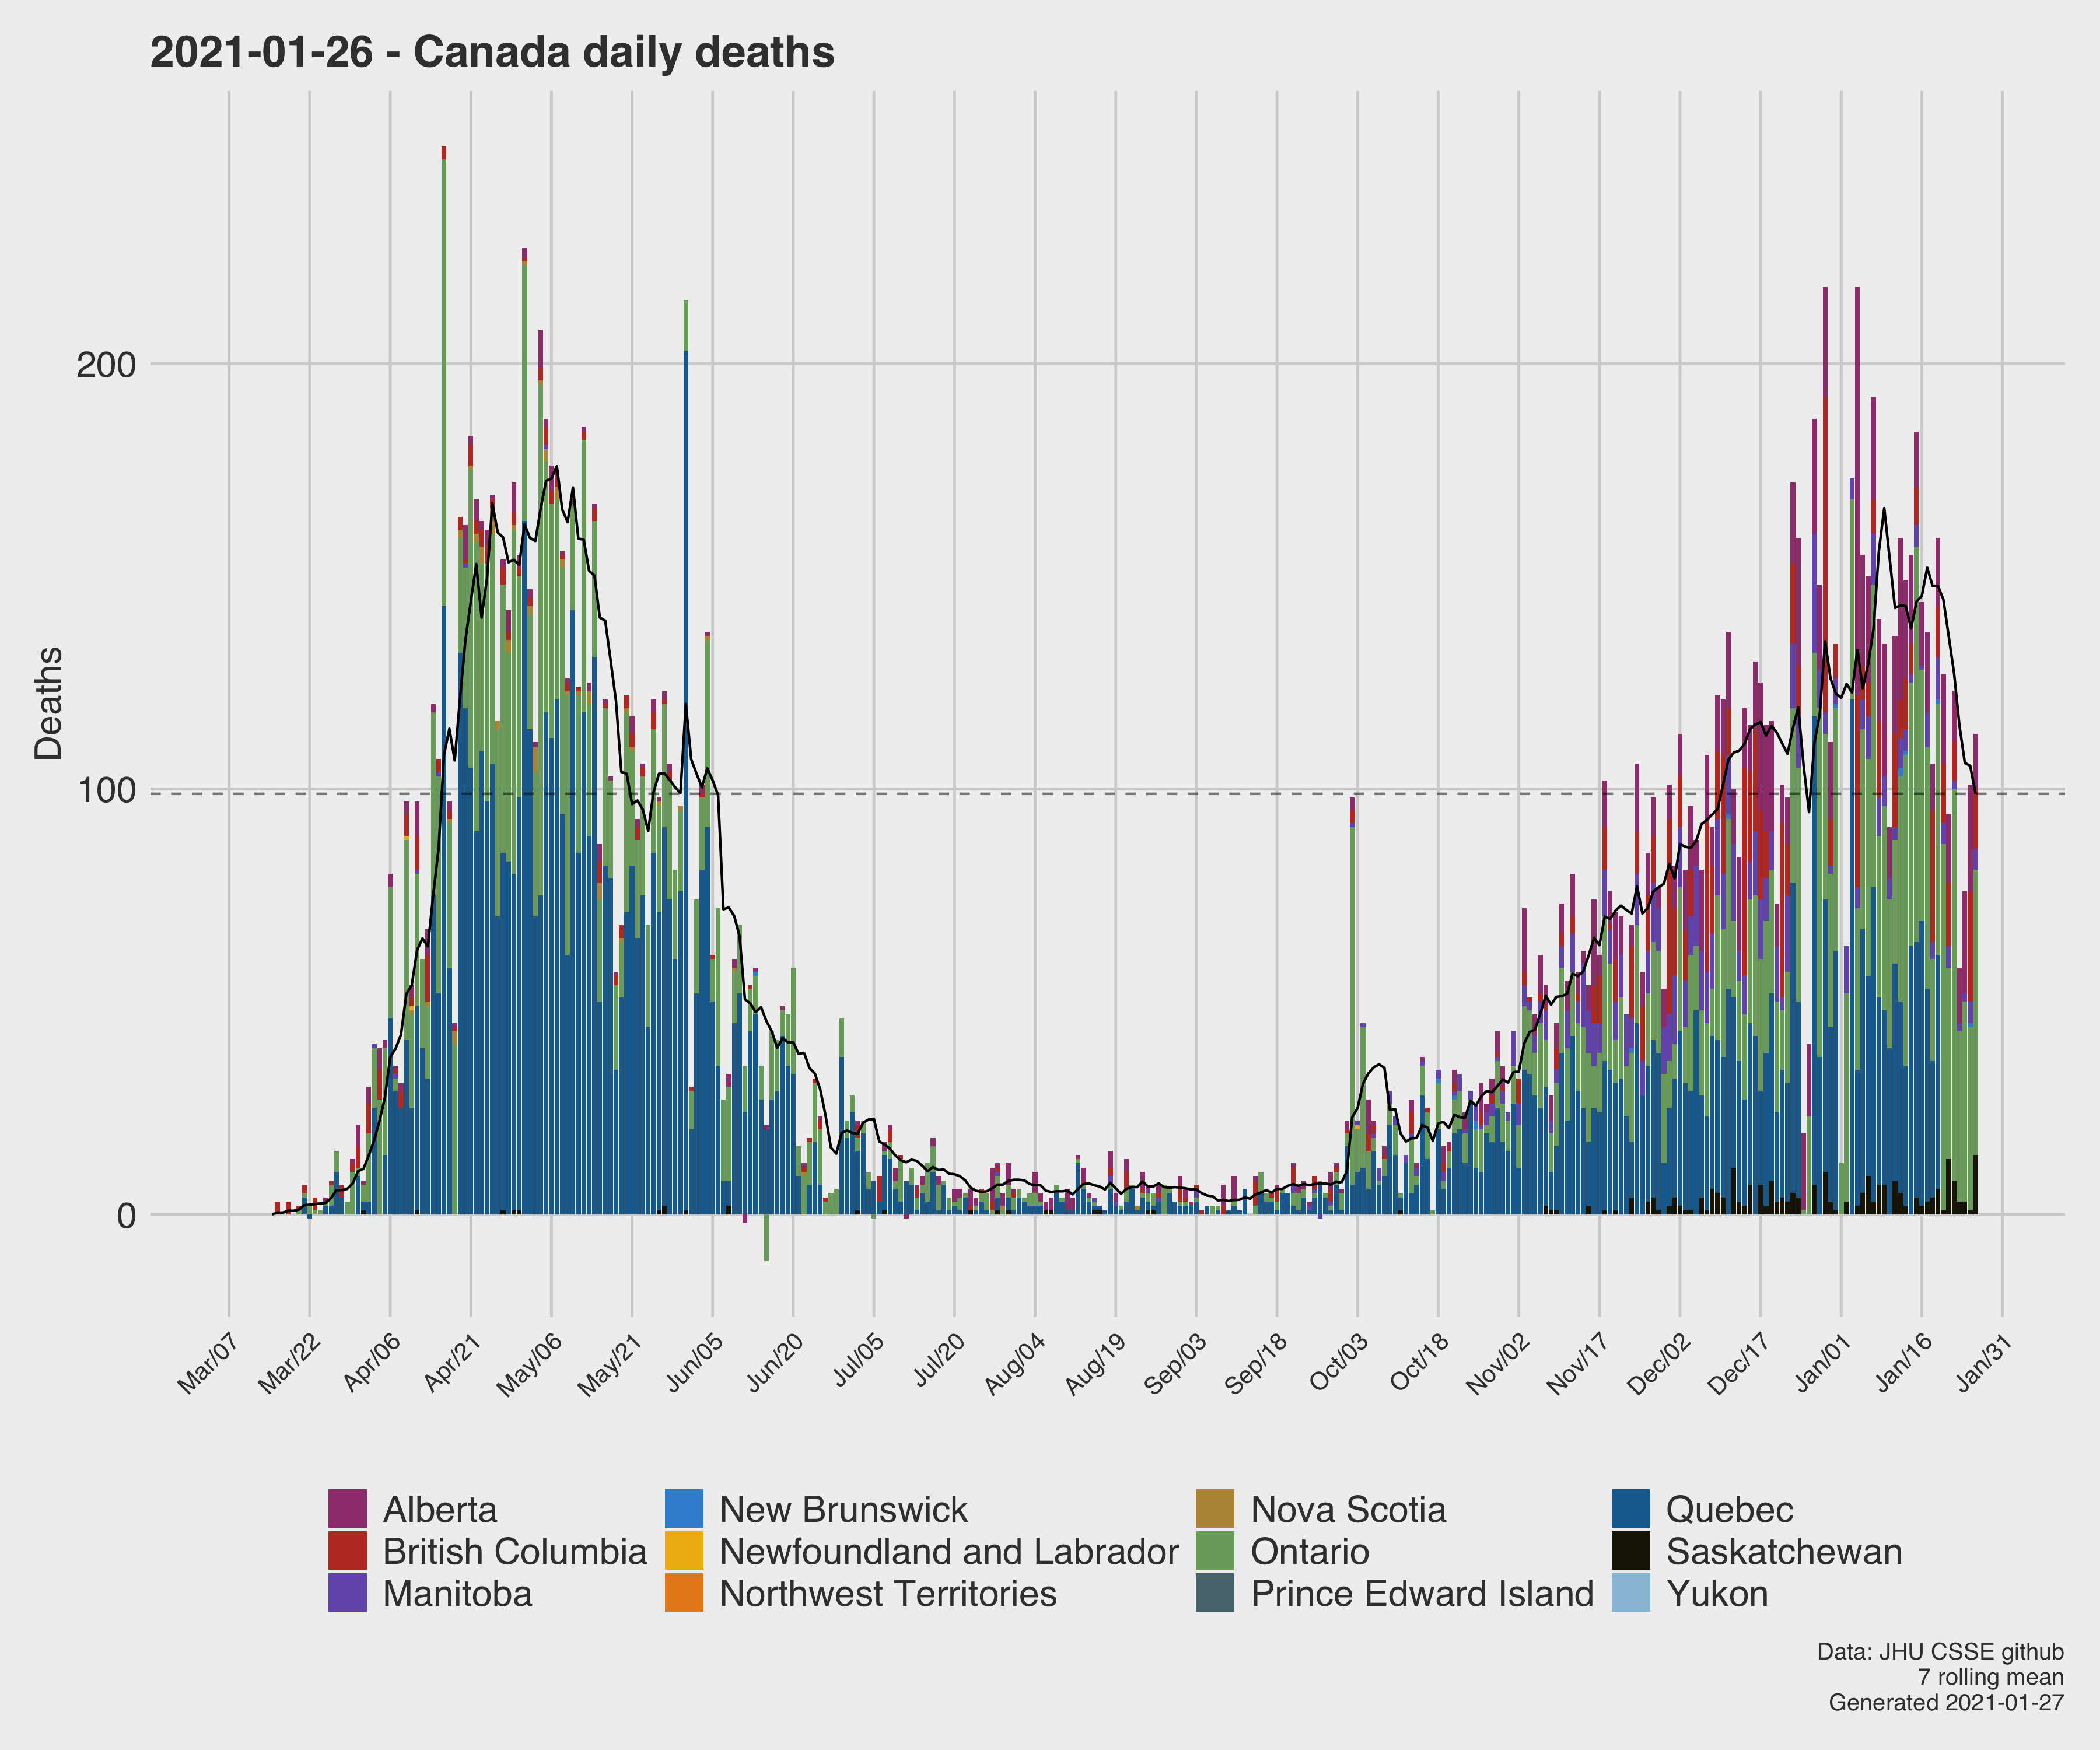 2021-01-26 - Canada daily deaths
Deaths
200
100
0
Mar/07
Mar/22
Apr/06
Apr/21
May/06
May/21
Jun/05
Jun/20
Jul/05
Jul/20
Aug/04
Aug/19
Sep/03
Sep/18
Oct/03
Oct/18
Nov/02
Nov/17
Dec/02
Dec/17
Jan/01
Jan/16
Jan/31
Alberta
British Columbia
Manitoba
New Brunswick
Newfoundland and Labrador
Northwest Territories
Nova Scotia
Ontario
Prince Edward Island
Quebec
Saskatchewan
Yukon
Data: JHU CSSE github
7 rolling mean
Generated 2021-01-27